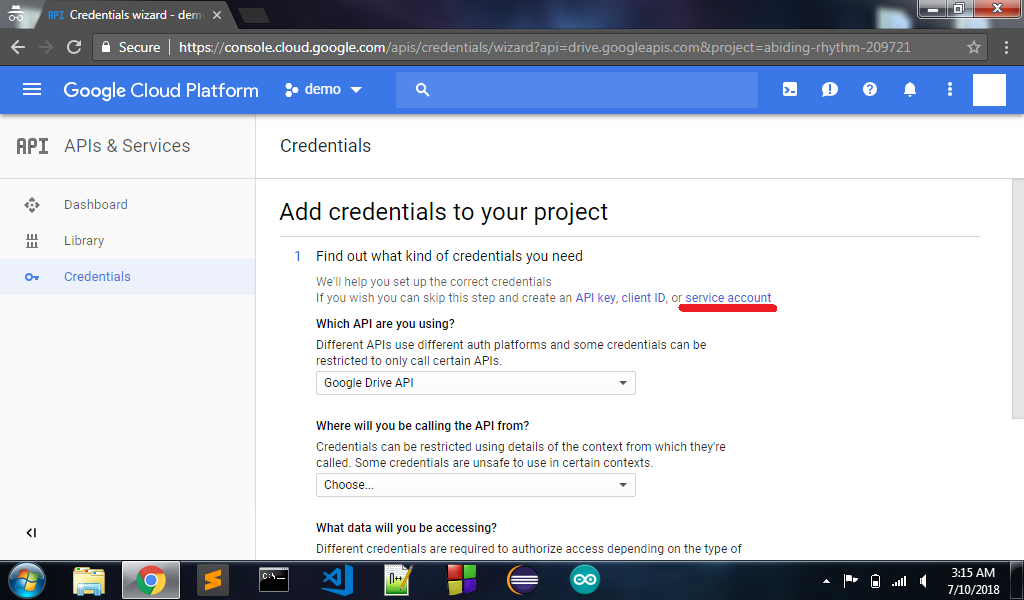 API Credentials wizard - dem
Secure https://console.cloud.google.com/apis/credentials/wizard?api=drive.googleapis.com&project=abiding-rhythm-209721
Google Cloud Platform demo
API APIs & Services
Credentials
Dashboard
Library
Credentials
Add credentials to your project
1 Find out what kind of credentials you need
We'll help you set up the correct credentials
If you wish you can skip this step and create an API key, client ID, or service account
Which API are you using?
Different APIs use different auth platforms and some credentials can be
restricted to only call certain APIs.
Google Drive API
Where will you be calling the API from?
Credentials can be restricted using details of the context from which they're
called. Some credentials are unsafe to use in certain contexts.
Choose...
What data will you be accessing?
Different credentials are required to authorize access depending on the type of
3:15 AM
7/10/2018